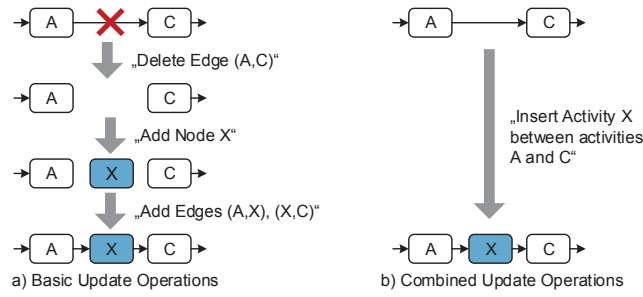 A C
„Delete Edge (A,C)“
A C
„Add Node X“
A X C
„Add Edges (A,X), (X,C)“
A X C
a) Basic Update Operations
A C
„Insert Activity X
between activities
A and C“
A X C
b) Combined Update Operations